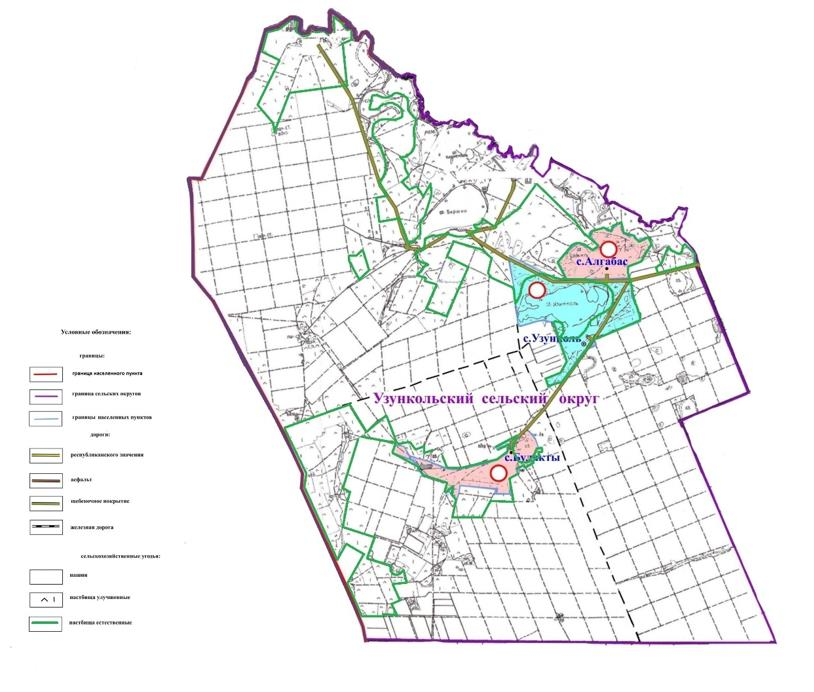 с.Алгабас
с.Узунколь
Узункольский сельский округ
с.Булакты
Условные обозначения:
границы:
граница населенного пункта
граница сельских округов
границы населенных пунктов
дороги:
республиканского значения
асфальт
щебеночное покрытие
железная дорога
сельскохозяйственные угодья:
пашня
пастбища улучшенные
пастбища естественные